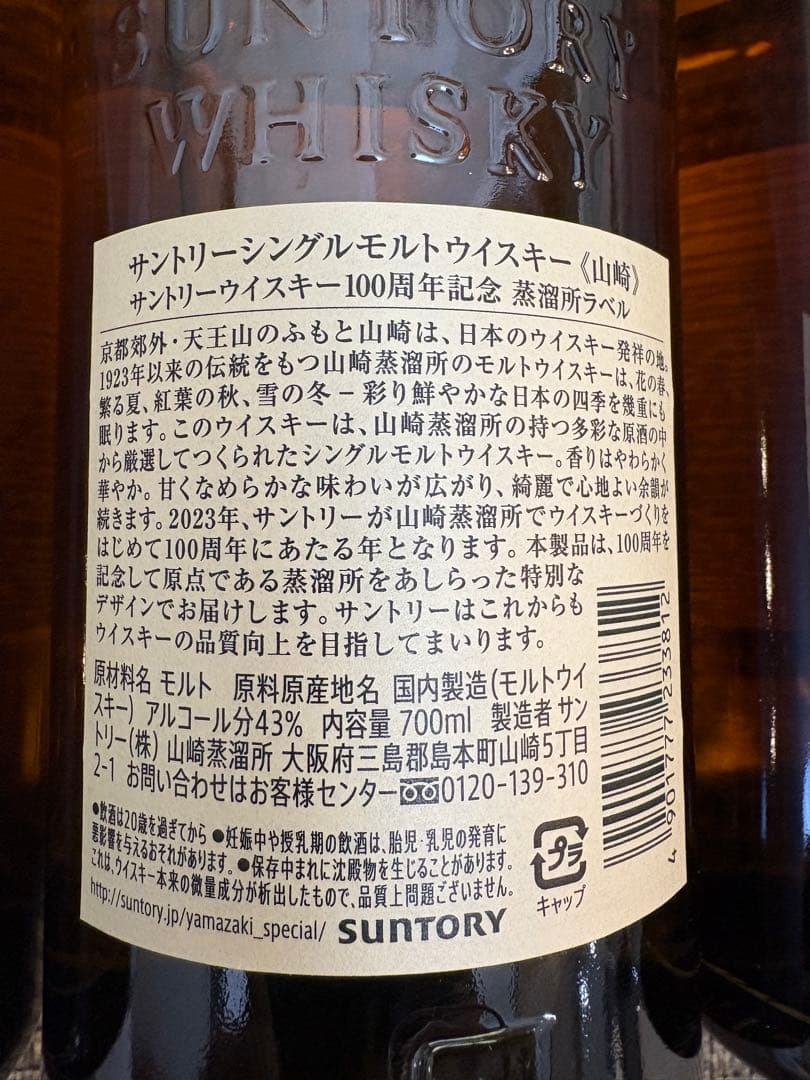 SUNTORY
WHISKY
サントリーシングルモルトウイスキー《山崎》
サントリーウイスキー100周年記念 蒸溜所ラベル
京都郊外・天王山のふもと山崎は、日本のウイスキー発祥の地。
1923年以来の伝統をもつ山崎蒸溜所のモルトウイスキーは、花の春、
繁る夏、紅葉の秋、雪の冬－彩り鮮やかな日本の四季を幾重にも
眠ります。このウイスキーは、山崎蒸溜所の持つ多彩な原酒の中
から厳選してつくられたシングルモルトウイスキー。香りはやわらかく
華やか。甘くなめらかな味わいが広がり、綺麗で心地よい余韻が
続きます。2023年、サントリーが山崎蒸溜所でウイスキーづくりを
はじめて100周年にあたる年となります。本製品は、100周年を
記念して原点である蒸溜所をあしらった特別な
デザインでお届けします。サントリーはこれからも
ウイスキーの品質向上を目指してまいります。
原材料名 モルト 原料原産地名 国内製造(モルトウイ
スキー) アルコール分43% 内容量 700ml 製造者 サン
トリー(株) 山崎蒸溜所 大阪府三島郡島本町山崎5丁目
2-1 お問い合わせはお客様センター 0120-139-310
●飲酒は20歳を過ぎてから ●妊娠中や授乳期の飲酒は、胎児・乳児の発育に
悪影響を与えるおそれがあります。●保存中まれに沈殿物を生じることがあります。
これは、ウイスキー本来の微量成分が析出したもので、品質上問題ございません。
http://suntory.jp/yamazaki_special/ SUNTORY
プラ
キャップ
4 901777 233812